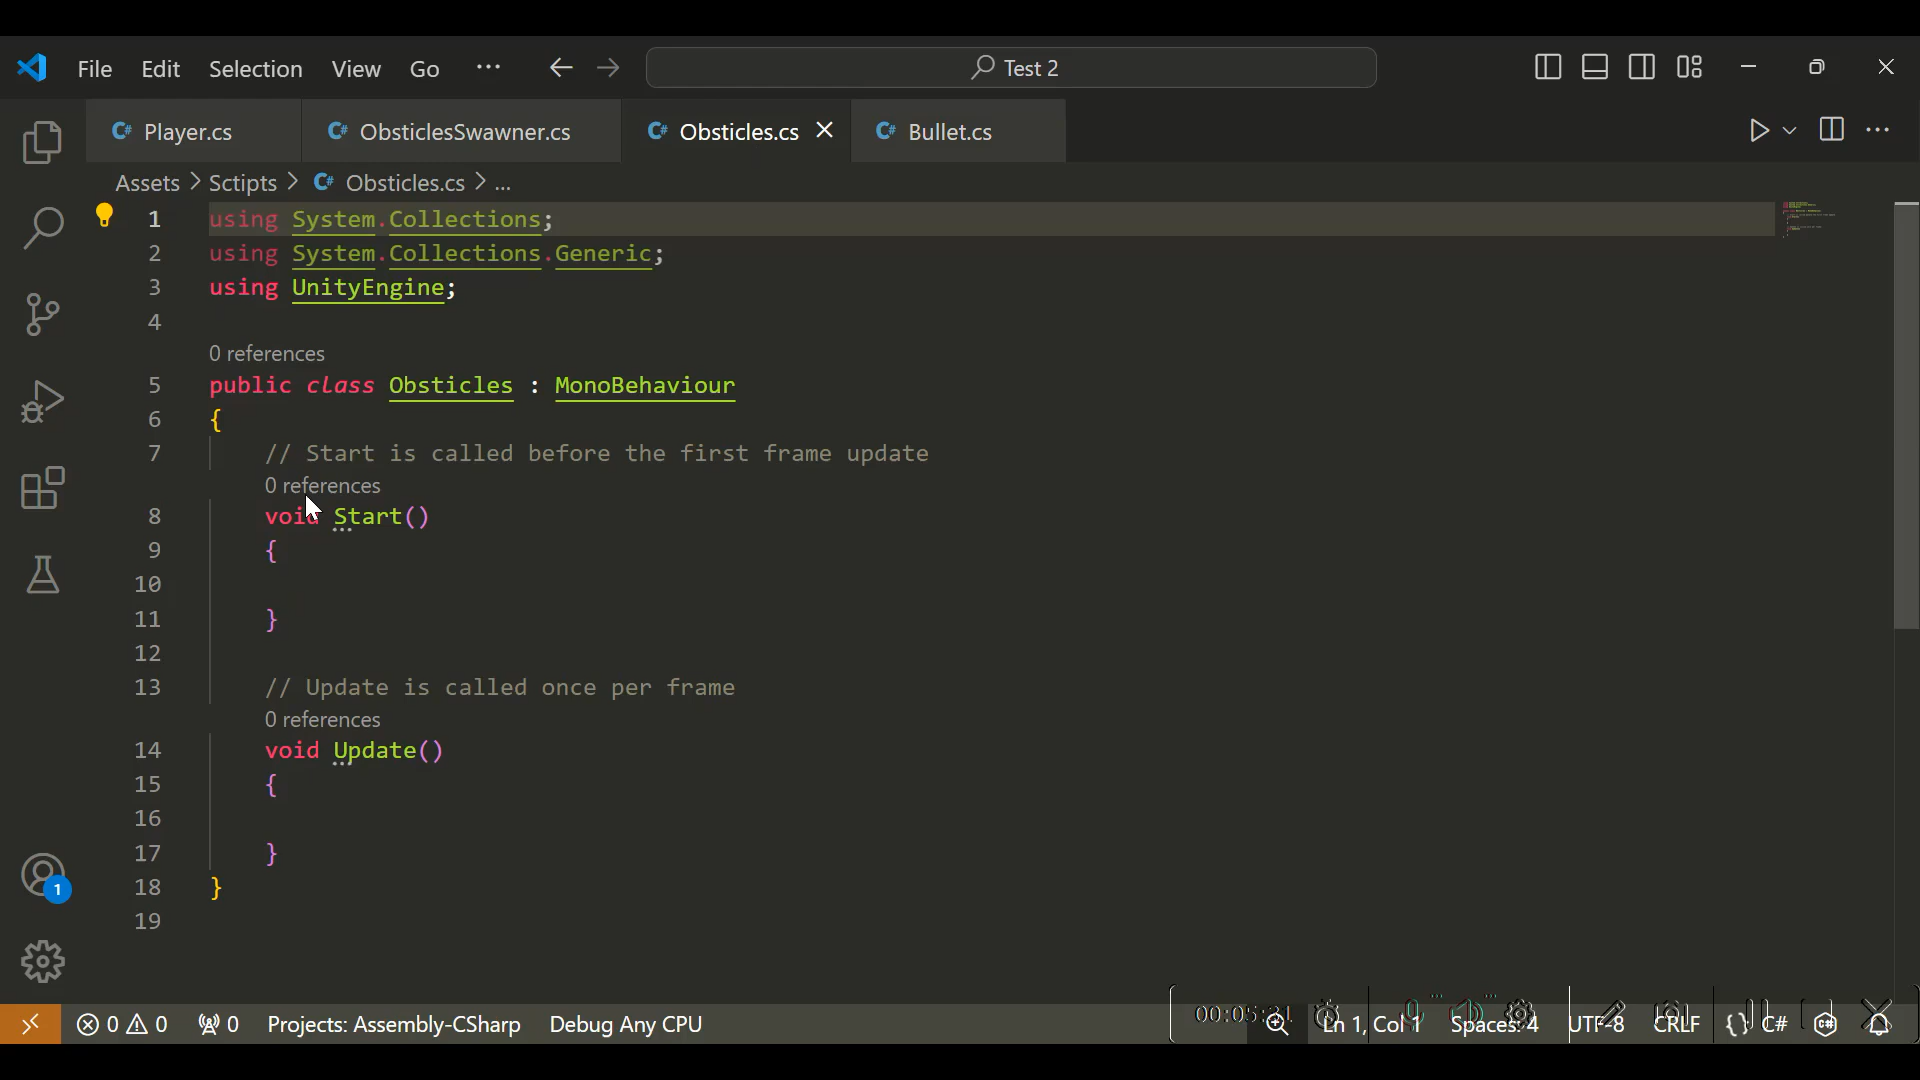 File Edit Selection View Go ··· Test 2
Player.cs ObsticlesSwawner.cs Obsticles.cs Bullet.cs
Assets > Sctipts > Obsticles.cs > ...
1 using System.Collections;
2 using System.Collections.Generic;
3 using UnityEngine;
4
0 references
5 public class Obsticles : MonoBehaviour
6 {
7 // Start is called before the first frame update
0 references
8 void Start()
9 {
10
11 }
12
13 // Update is called once per frame
0 references
14 void Update()
15 {
16
17 }
18 }
19
1
0 0 0 Projects: Assembly-CSharp Debug Any CPU 00:05:31 Ln 1, Col 1 Spaces: 4 UTF-8 CRLF {} C#